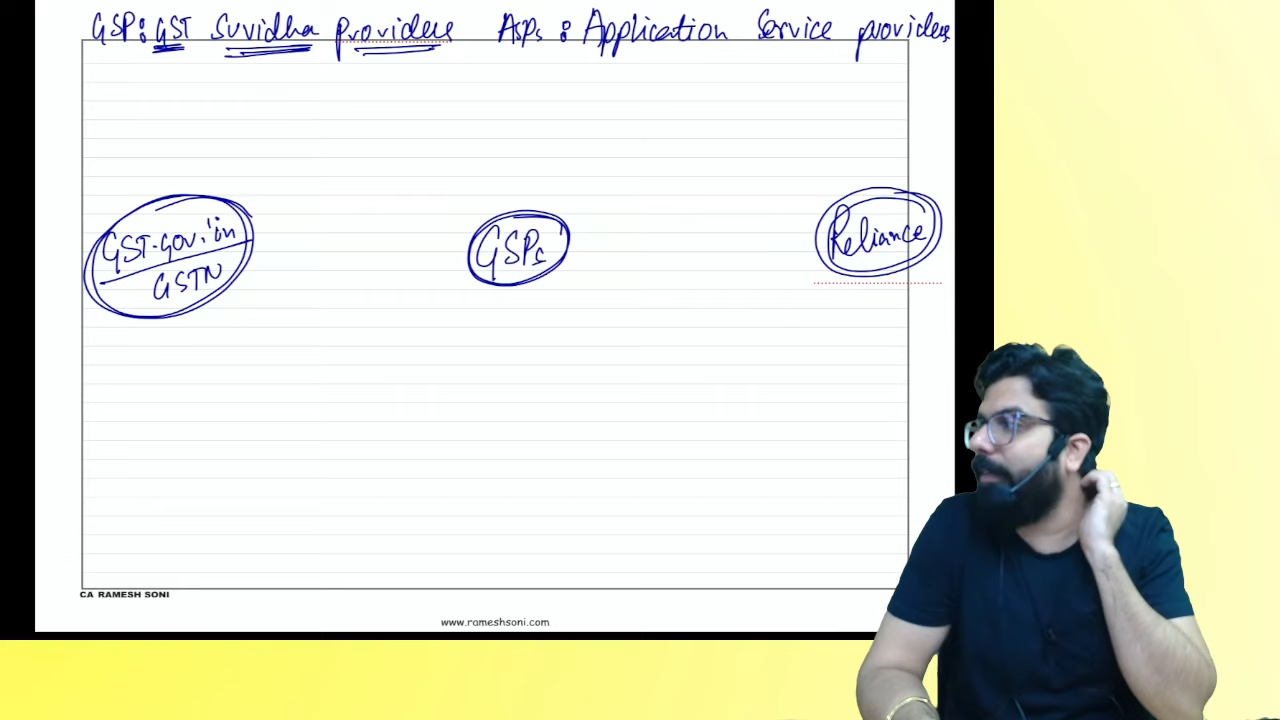 GSP: GST Suvidha providers ASPs : Application Service providers
GST.gov.in
GSTN
GSPs
Reliance
CA RAMESH SONI
www.rameshsoni.com